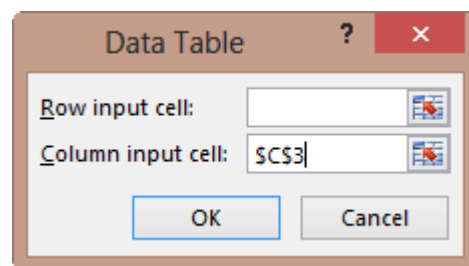 Data Table ? ×
Row input cell:
Column input cell: $C$3
OK Cancel